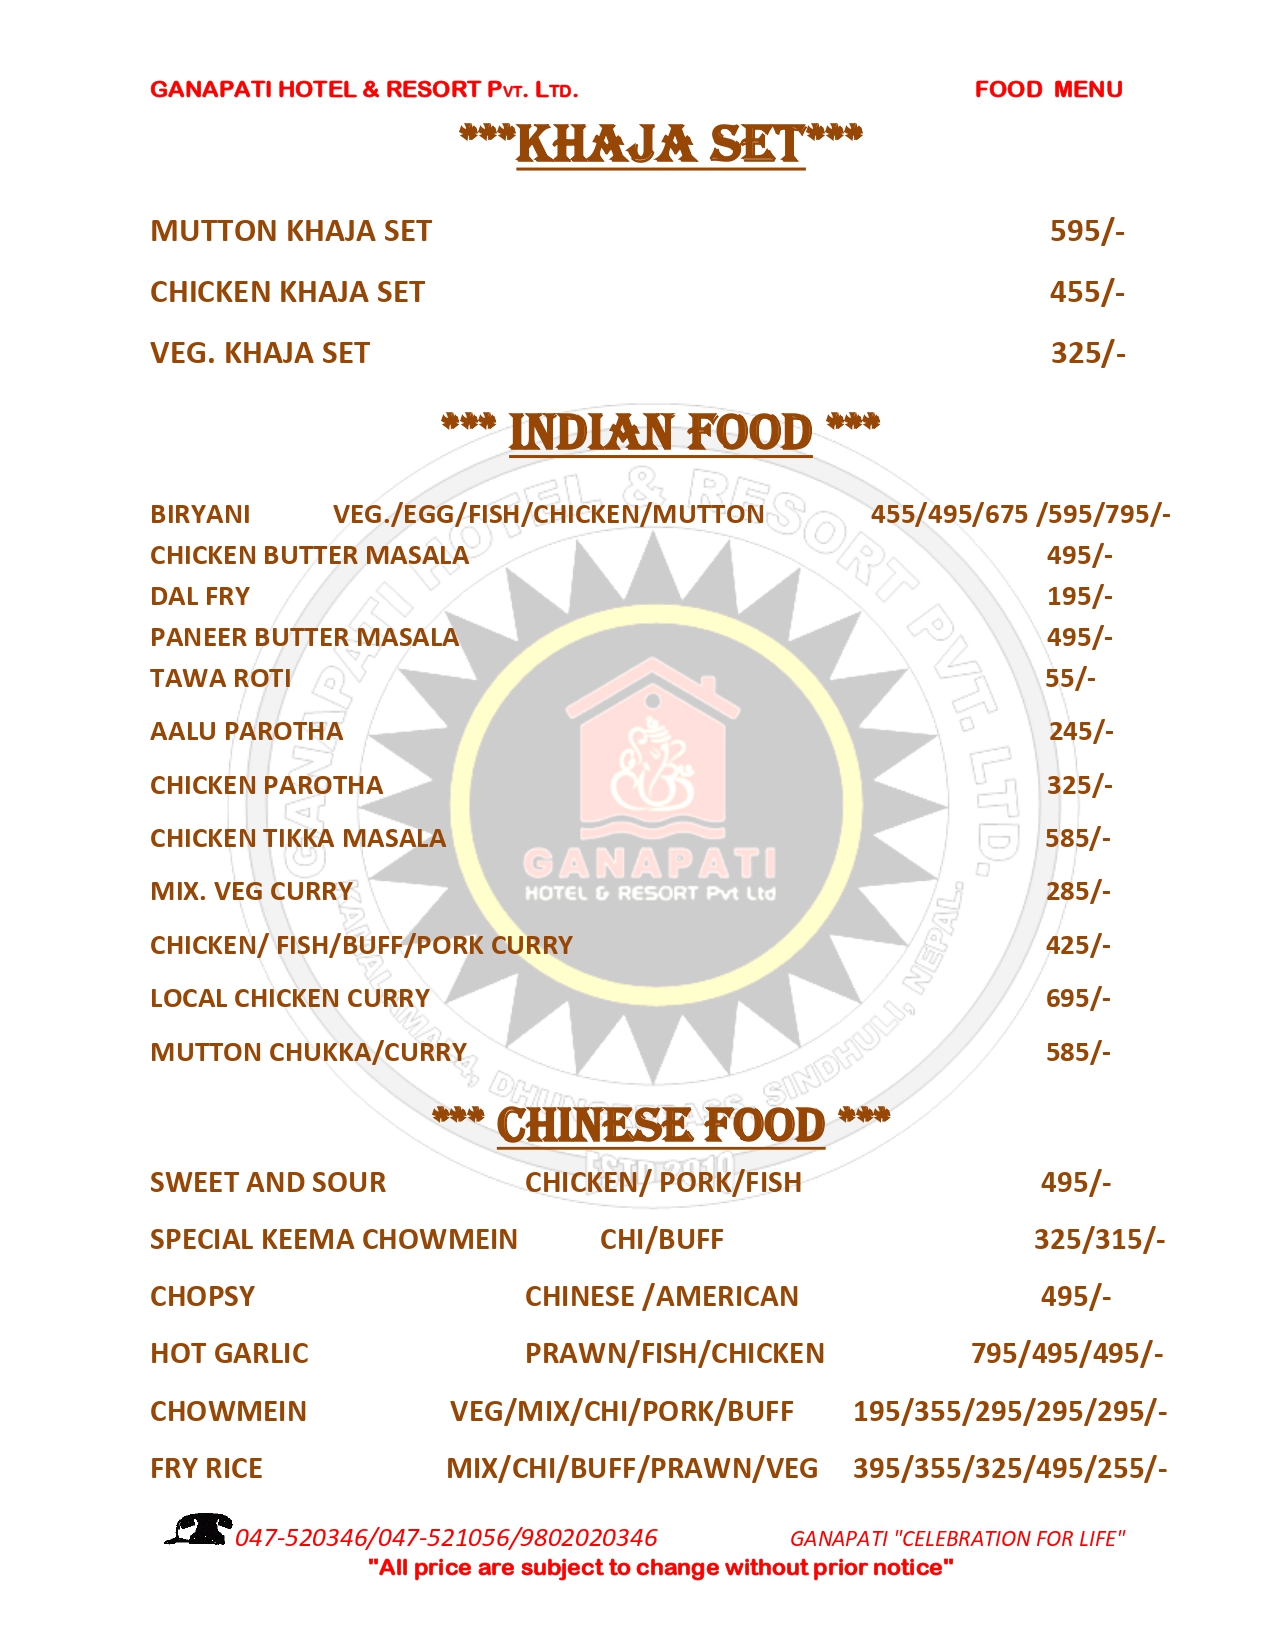 GANAPATI HOTEL & RESORT PVT. LTD. FOOD MENU
***KHAJA SET***
MUTTON KHAJA SET 595/-
CHICKEN KHAJA SET 455/-
VEG. KHAJA SET 325/-
*** INDIAN FOOD ***
BIRYANI VEG./EGG/FISH/CHICKEN/MUTTON 455/495/675 /595/795/-
CHICKEN BUTTER MASALA 495/-
DAL FRY 195/-
PANEER BUTTER MASALA 495/-
TAWA ROTI 55/-
AALU PAROTHA 245/-
CHICKEN PAROTHA 325/-
CHICKEN TIKKA MASALA 585/-
MIX. VEG CURRY 285/-
CHICKEN/ FISH/BUFF/PORK CURRY 425/-
LOCAL CHICKEN CURRY 695/-
MUTTON CHUKKA/CURRY 585/-
*** CHINESE FOOD ***
SWEET AND SOUR CHICKEN/ PORK/FISH 495/-
SPECIAL KEEMA CHOWMEIN CHI/BUFF 325/315/-
CHOPSY CHINESE /AMERICAN 495/-
HOT GARLIC PRAWN/FISH/CHICKEN 795/495/495/-
CHOWMEIN VEG/MIX/CHI/PORK/BUFF 195/355/295/295/295/-
FRY RICE MIX/CHI/BUFF/PRAWN/VEG 395/355/325/495/255/-
047-520346/047-521056/9802020346 GANAPATI "CELEBRATION FOR LIFE"
"All price are subject to change without prior notice"
GANAPATI HOTEL & RESORT PVT. LTD.
GANAPATI
HOTEL & RESORT Pvt Ltd
SINDHULI, NEPAL.
ESTD 2010